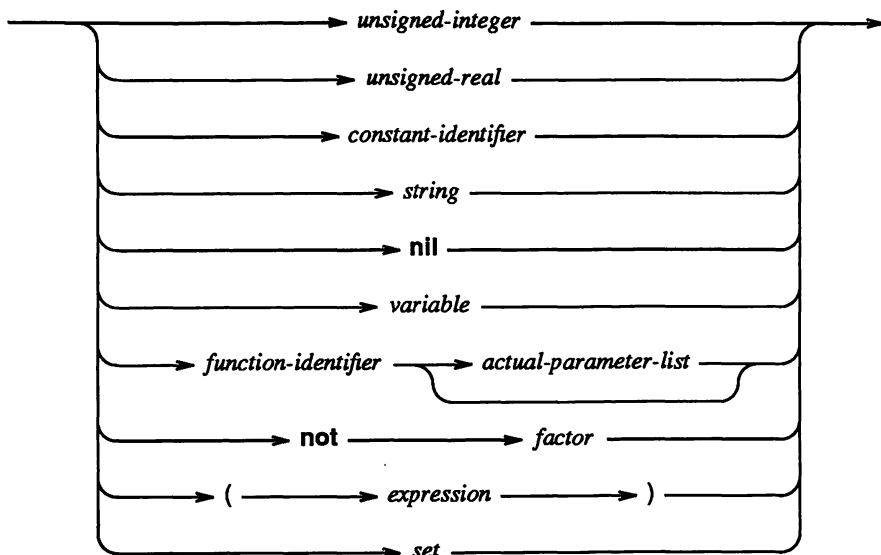 unsigned-integer
unsigned-real
constant-identifier
string
nil
variable
function-identifier actual-parameter-list
not factor
( expression )
set